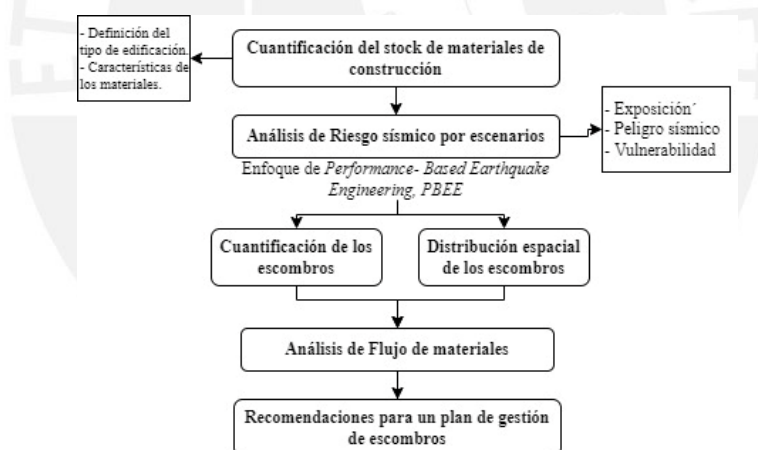 - Definición del
tipo de edificación.
- Características de
los materiales.
Cuantificación del stock de materiales de
construcción
Análisis de Riesgo sísmico por escenarios
- Exposición´
- Peligro sísmico
- Vulnerabilidad
Enfoque de Performance- Based Earthquake
Engineering, PBEE
Cuantificación de los
escombros
Distribución espacial
de los escombros
Análisis de Flujo de materiales
Recomendaciones para un plan de gestión
de escombros